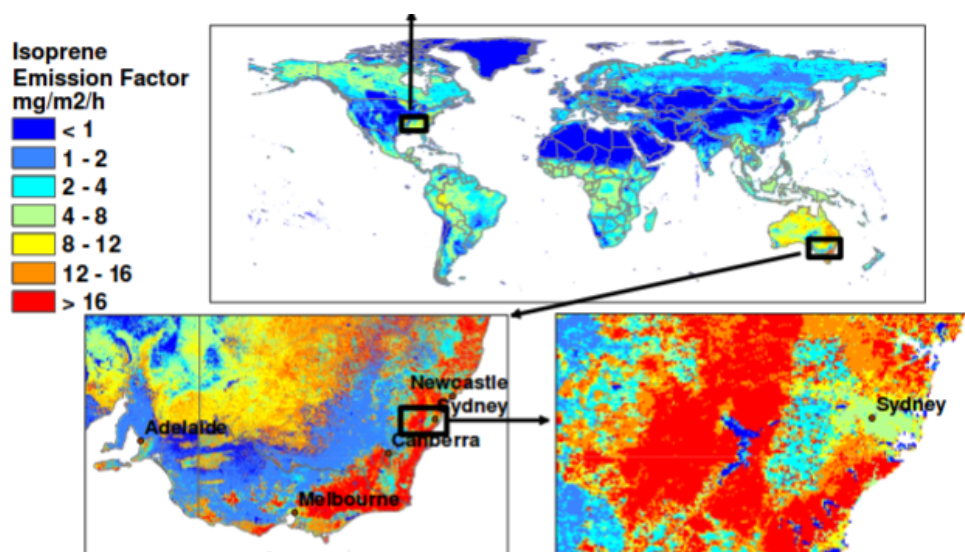 Isoprene
Emission Factor
mg/m2/h
< 1
1 - 2
2 - 4
4 - 8
8 - 12
12 - 16
> 16
Newcastle
Sydney
Adelaide
Canberra
Melbourne
Sydney